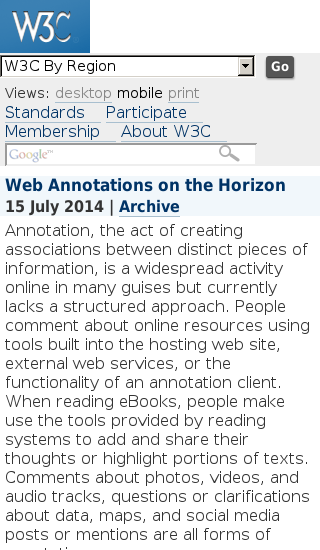 W3C
W3C By Region
Go
Views: desktop mobile print
Standards Participate
Membership About W3C
Google™
Web Annotations on the Horizon
15 July 2014 | Archive
Annotation, the act of creating
associations between distinct pieces of
information, is a widespread activity
online in many guises but currently
lacks a structured approach. People
comment about online resources using
tools built into the hosting web site,
external web services, or the
functionality of an annotation client.
When reading eBooks, people make
use the tools provided by reading
systems to add and share their
thoughts or highlight portions of texts.
Comments about photos, videos, and
audio tracks, questions or clarifications
about data, maps, and social media
posts or mentions are all forms of